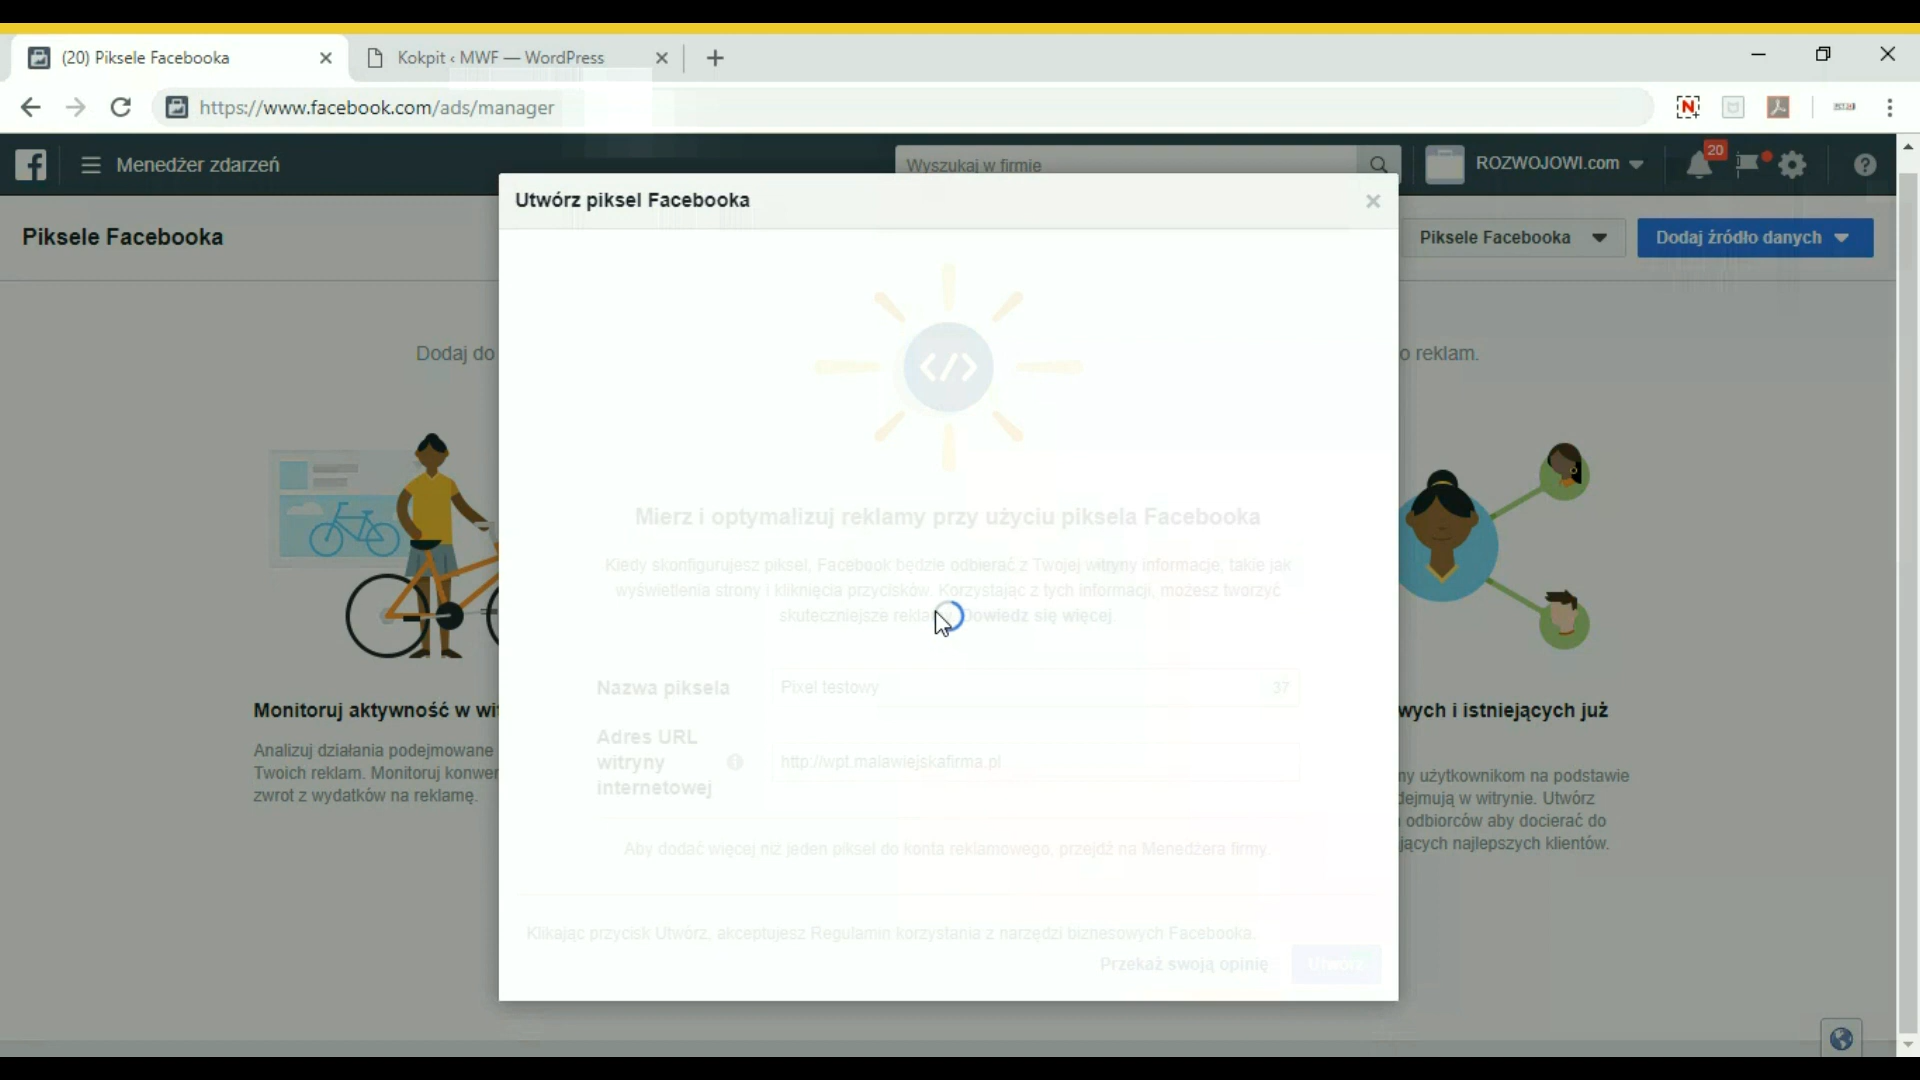 (20) Piksele Facebooka
Kokpit ‹ MWF — WordPress
https://www.facebook.com/ads/manager
Menedżer zdarzeń
Wyszukaj w firmie
ROZWOJOWI.com
20
Utwórz piksel Facebooka
Piksele Facebooka
Piksele Facebooka
Dodaj źródło danych
Dodaj do
o reklam.
Mierz i optymalizuj reklamy przy użyciu piksela Facebooka
Kiedy skonfigurujesz piksel, Facebook będzie odbierać z Twojej witryny informacje, takie jak
wyświetlenia strony i kliknięcia przycisków. Korzystając z tych informacji, możesz tworzyć
skuteczniejsze Dowiedz się więcej.
Nazwa piksela
Pixel testowy
37
Adres URL
witryny
internetowej
http://wpt.malawiejskafirma.pl
Monitoruj aktywność w wi
Analizuj działania podejmowane
Twoich reklam. Monitoruj konwer
zwrot z wydatków na reklamę.
wych i istniejących już
ny użytkownikom na podstawie
dejmują w witrynie. Utwórz
odbiorców aby docierać do
jących najlepszych klientów.
Aby dodać więcej niż jeden piksel do konta reklamowego, przejdź na Menedżera firmy.
Klikając przycisk Utwórz, akceptujesz Regulamin korzystania z narzędzi biznesowych Facebooka.
Przekaż swoją opinię
Utwórz